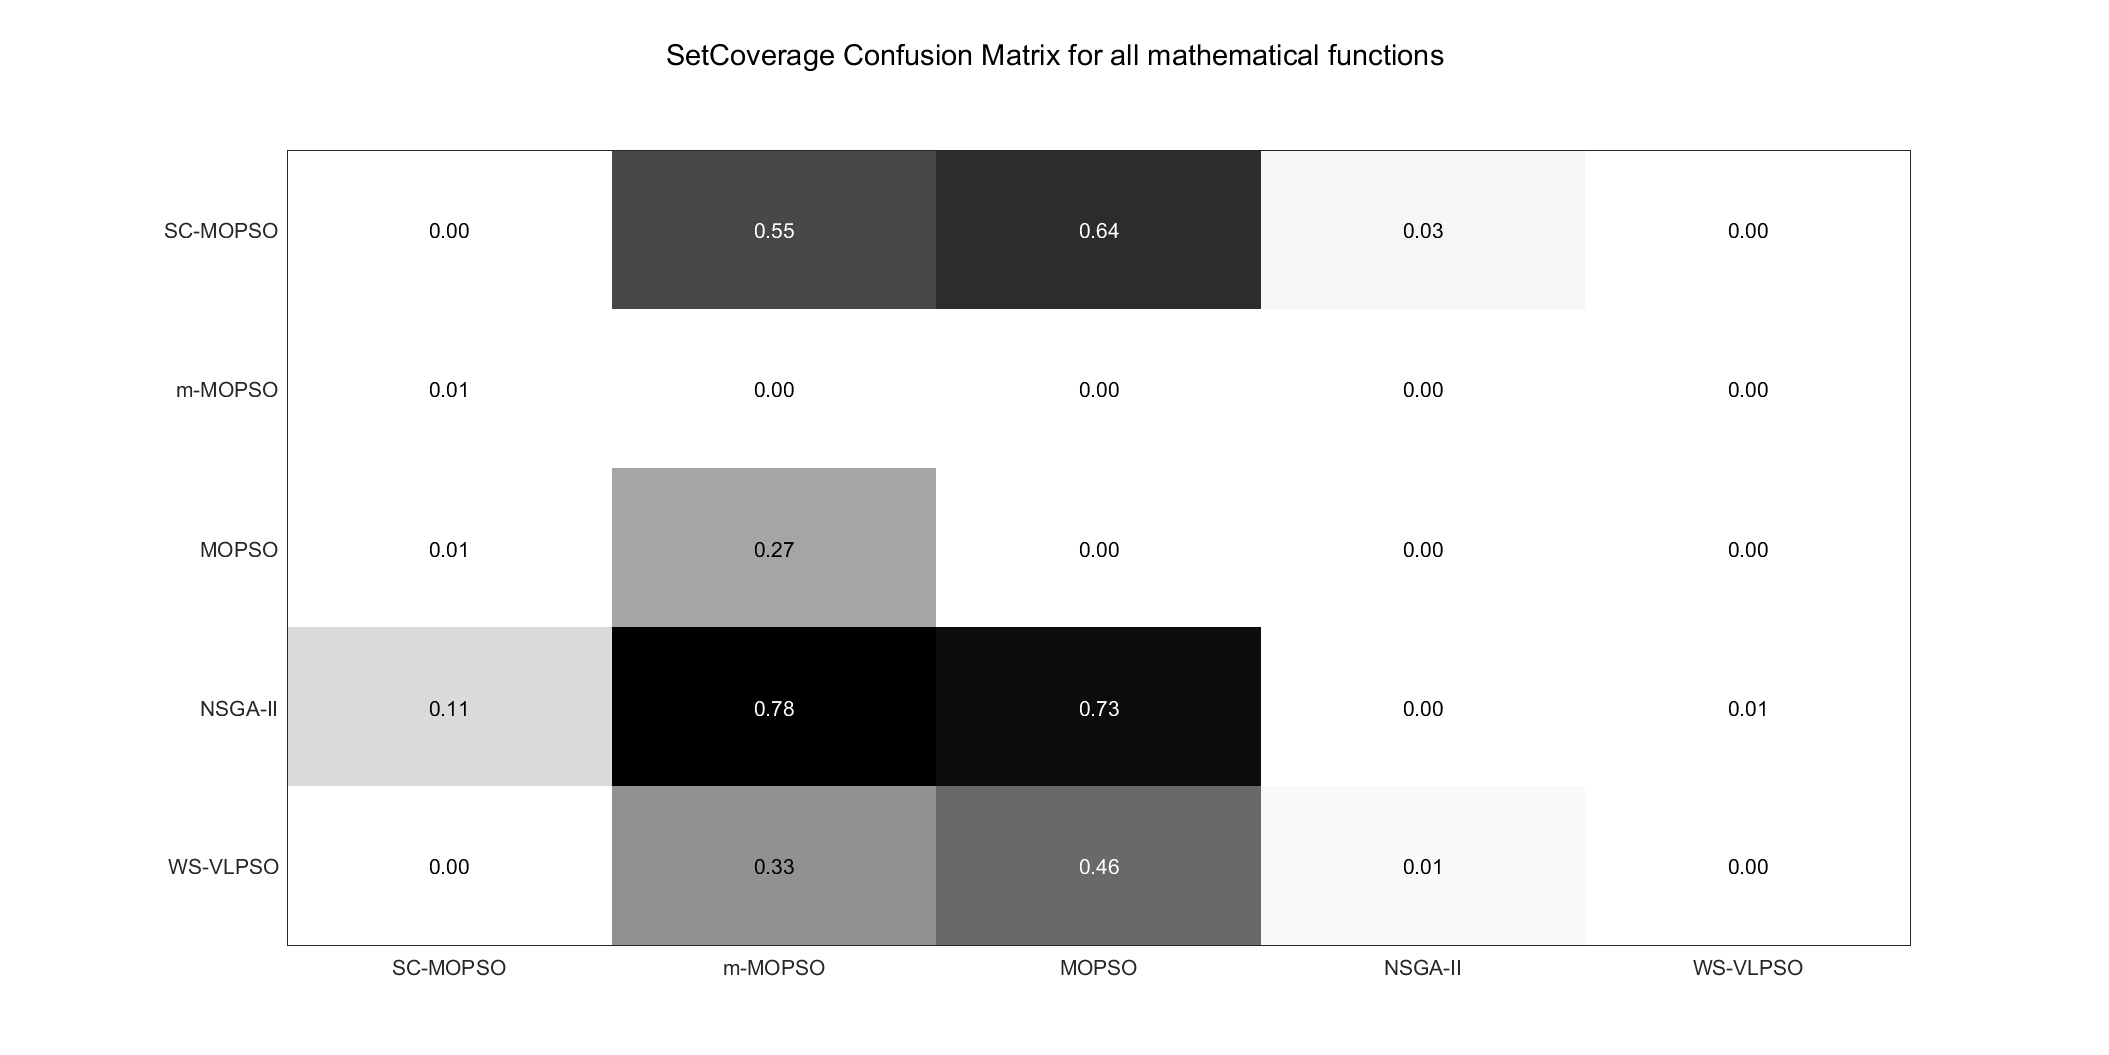 SetCoverage Confusion Matrix for all mathematical functions
SC-MOPSO 0.00 0.55 0.64 0.03 0.00
m-MOPSO 0.01 0.00 0.00 0.00 0.00
MOPSO 0.01 0.27 0.00 0.00 0.00
NSGA-II 0.11 0.78 0.73 0.00 0.01
WS-VLPSO 0.00 0.33 0.46 0.01 0.00
SC-MOPSO m-MOPSO MOPSO NSGA-II WS-VLPSO